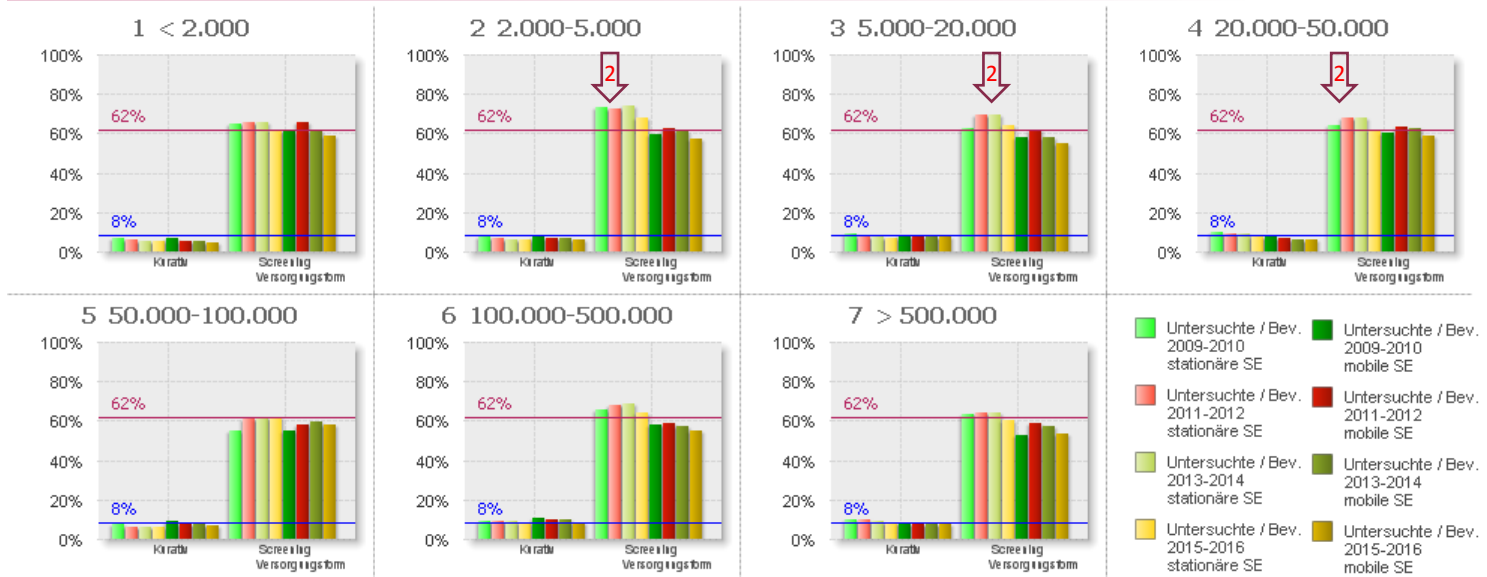 1 < 2.000
100%
80%
60%
40%
20%
0%
62%
8%
Kurativ
Screening
Versorgungsform
2 2.000-5.000
100%
80%
60%
40%
20%
0%
2
62%
8%
Kurativ
Screening
Versorgungsform
3 5.000-20.000
100%
80%
60%
40%
20%
0%
2
62%
8%
Kurativ
Screening
Versorgungsform
4 20.000-50.000
100%
80%
60%
40%
20%
0%
2
62%
8%
Kurativ
Screening
Versorgungsform
5 50.000-100.000
100%
80%
60%
40%
20%
0%
62%
8%
Kurativ
Screening
Versorgungsform
6 100.000-500.000
100%
80%
60%
40%
20%
0%
62%
8%
Kurativ
Screening
Versorgungsform
7 > 500.000
100%
80%
60%
40%
20%
0%
62%
8%
Kurativ
Screening
Versorgungsform
Untersuchte / Bev.
2009-2010
stationäre SE
Untersuchte / Bev.
2009-2010
mobile SE
Untersuchte / Bev.
2011-2012
stationäre SE
Untersuchte / Bev.
2011-2012
mobile SE
Untersuchte / Bev.
2013-2014
stationäre SE
Untersuchte / Bev.
2013-2014
mobile SE
Untersuchte / Bev.
2015-2016
stationäre SE
Untersuchte / Bev.
2015-2016
mobile SE